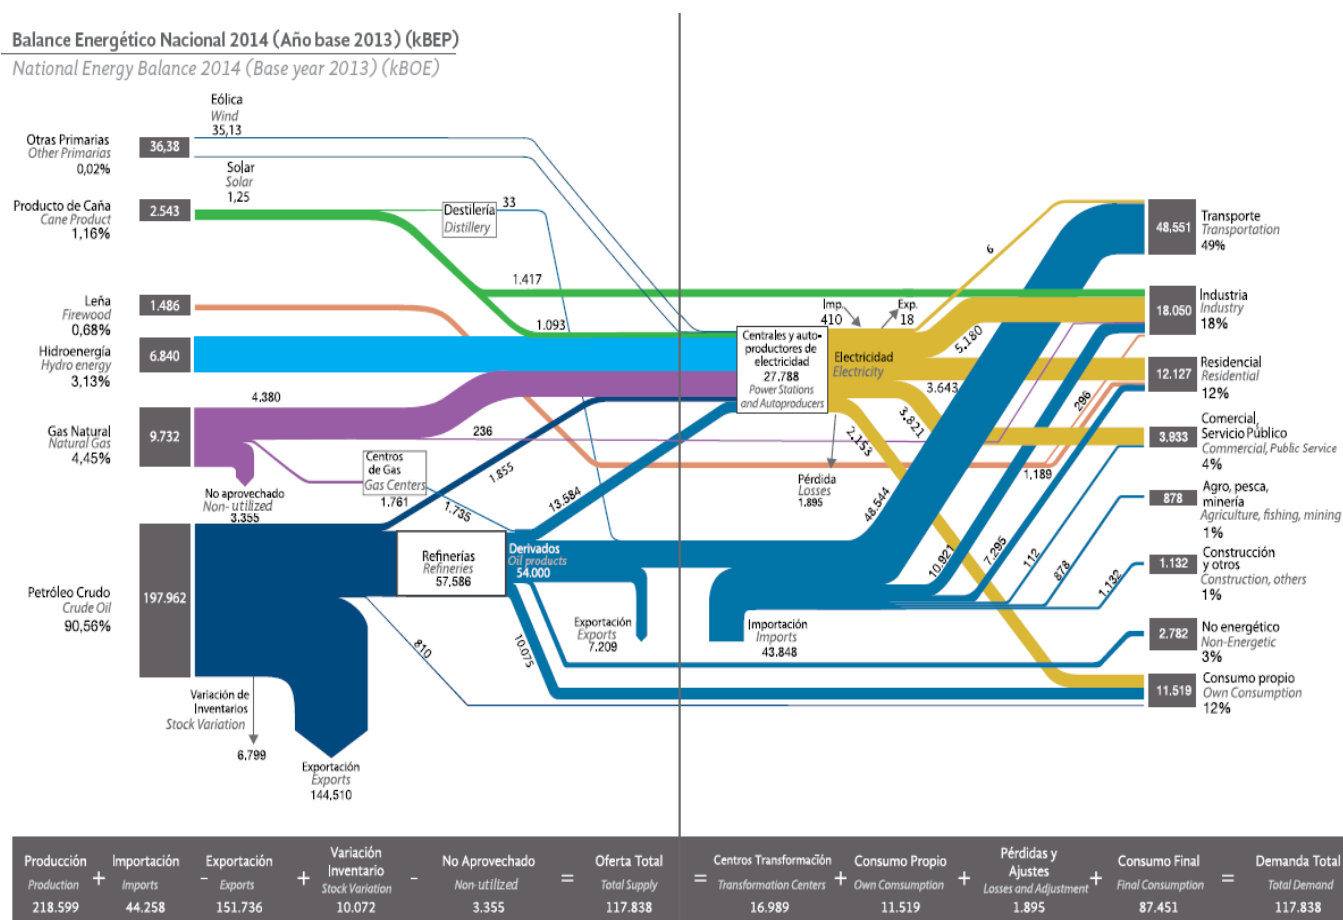 Balance Energético Nacional 2014 (Año base 2013) (kBEP)
National Energy Balance 2014 (Base year 2013) (kBOE)
Eólica
Wind
35,13
Otras Primarias
Other Primarias
0,02%
36,38
Solar
Solar
1,25
Producto de Caña
Cane Product
1,16%
2.543
Destilería
Distillery
33
Leña
Firewood
0,68%
1.486
1.417
1.093
Hidroenergía
Hydro energy
3,13%
6.840
Gas Natural
Natural Gas
4,45%
9.732
4.380
236
No aprovechado
Non- utilized
3.355
Centros
de Gas
Gas Centers
1.761
1.855
1.735
13.584
Petróleo Crudo
Crude Oil
90,56%
197.962
Refinerías
Refineries
57,586
Derivados
Oil products
54.000
Variación de
Inventarios
Stock Variation
6.799
Exportación
Exports
144,510
810
10.075
Exportación
Exports
7.209
Importación
Imports
43.848
Centrales y auto-
productores de
electricidad
27.788
Power Stations
and Autoproducers
Imp.
410
Exp.
18
Electricidad
Electricity
Pérdida
Losses
1.895
6
5.180
3.643
3.821
2.153
48.544
10.921
7.295
112
878
1,132
296
1,189
48,551
Transporte
Transportation
49%
18.050
Industria
Industry
18%
12.127
Residencial
Residential
12%
3.933
Comercial,
Servicio Público
Commercial, Public Service
4%
878
Agro, pesca,
minería
Agriculture, fishing, mining
1%
1.132
Construcción
y otros
Construction, others
1%
2.782
No energético
Non-Energetic
3%
11.519
Consumo propio
Own Consumption
12%
Producción + Importación - Exportación + Variación Inventario - No Aprovechado = Oferta Total = Centros Transformación + Consumo Propio + Pérdidas y Ajustes + Consumo Final = Demanda Total
Production Imports Exports Stock Variation Non-utilized Total Supply Transformation Centers Own Comsumption Losses and Adjustment Final Consumption Total Demand
218.599 44.258 151.736 10.072 3.355 117.838 16.989 11.519 1.895 87.451 117.838